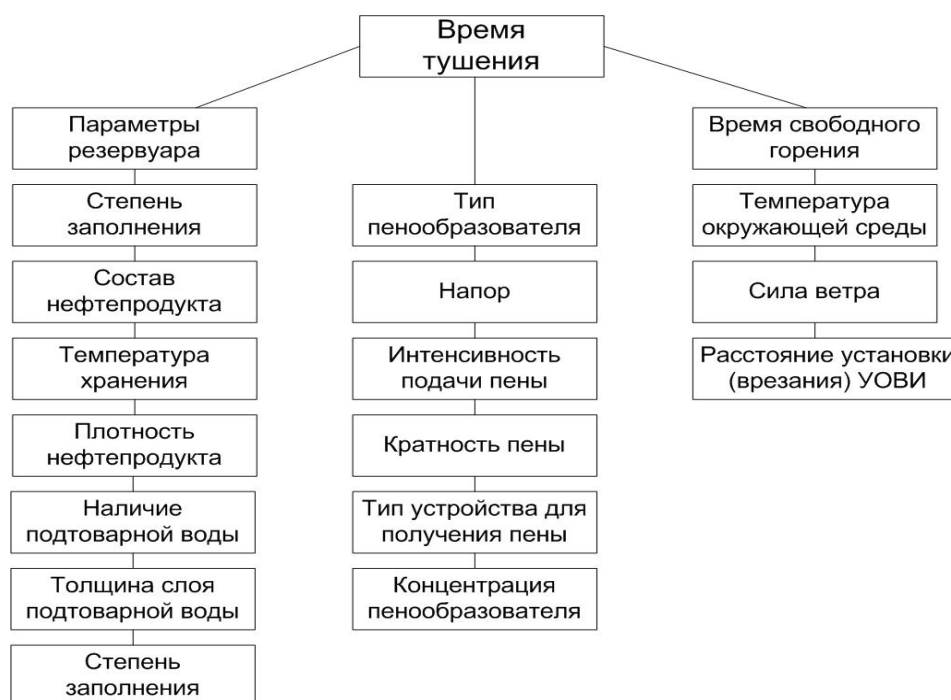 Время
тушения
Параметры
резервуара
Степень
заполнения
Состав
нефтепродукта
Температура
хранения
Плотность
нефтепродукта
Наличие
подтоварной воды
Толщина слоя
подтоварной воды
Степень
заполнения
Тип
пенообразователя
Напор
Интенсивность
подачи пены
Кратность пены
Тип устройства для
получения пены
Концентрация
пенообразователя
Время свободного
горения
Температура
окружающей среды
Сила ветра
Расстояние установки
(врезания) УОВИ